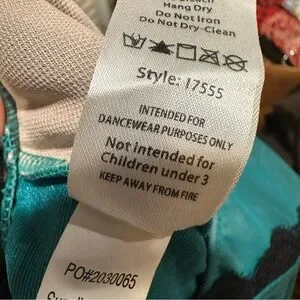 Hang Dry
Do Not Iron
Do Not Dry-Clean
Style: 17555
INTENDED FOR
DANCEWEAR PURPOSES ONLY
Not intended for
Children under 3
KEEP AWAY FROM FIRE
PO#2030065